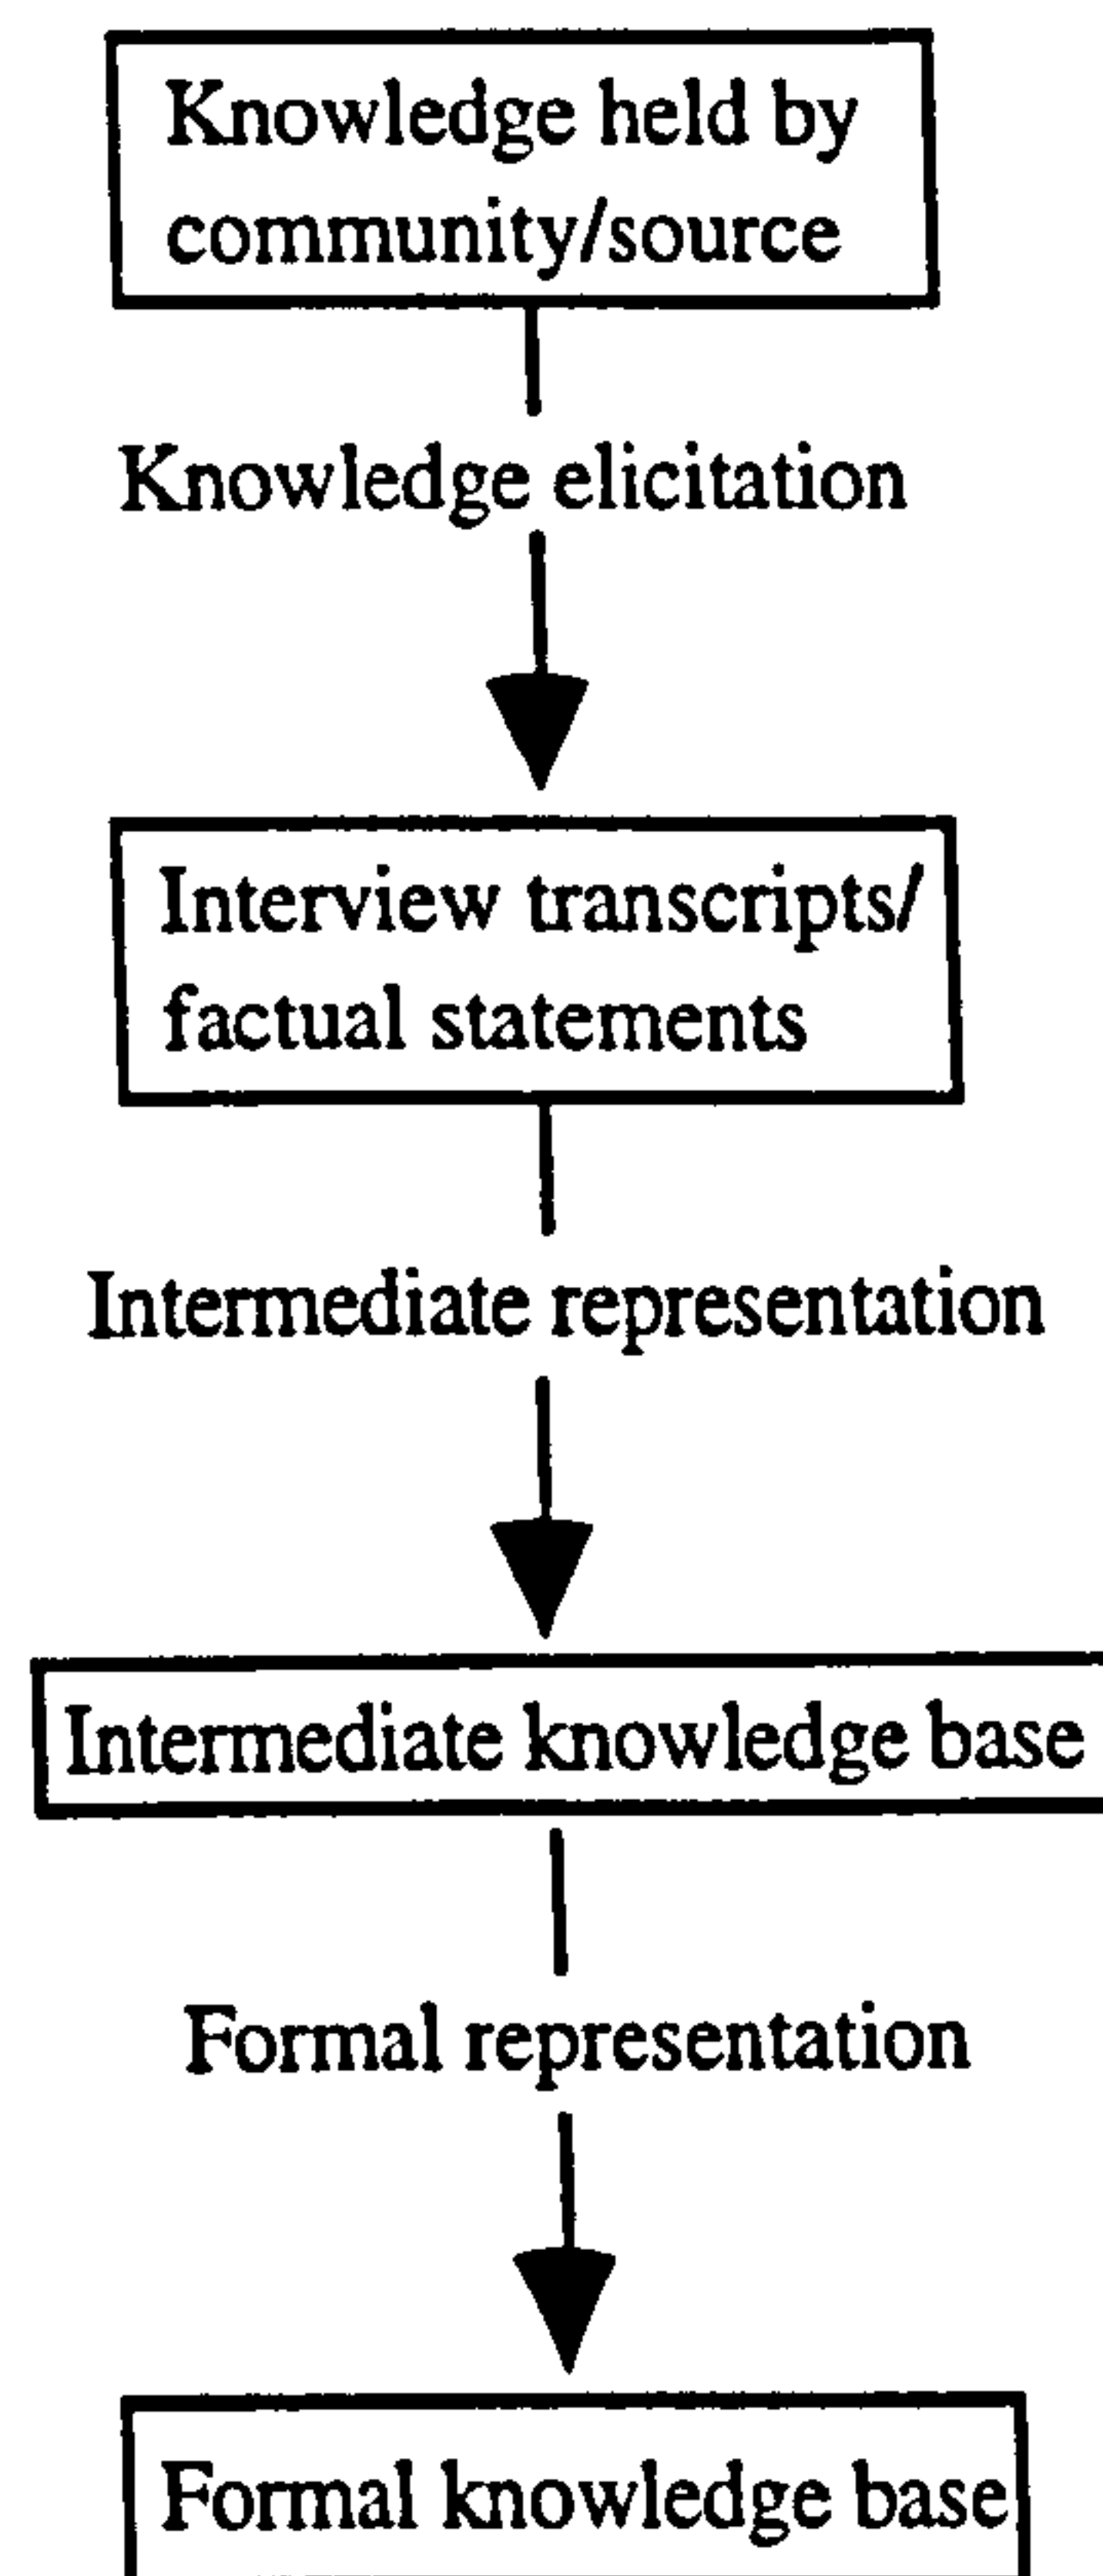 Knowledge held by
community/source
Knowledge elicitation
Interview transcripts/
factual statements
Intermediate representation
Intermediate knowledge base
Formal representation
Formal knowledge base